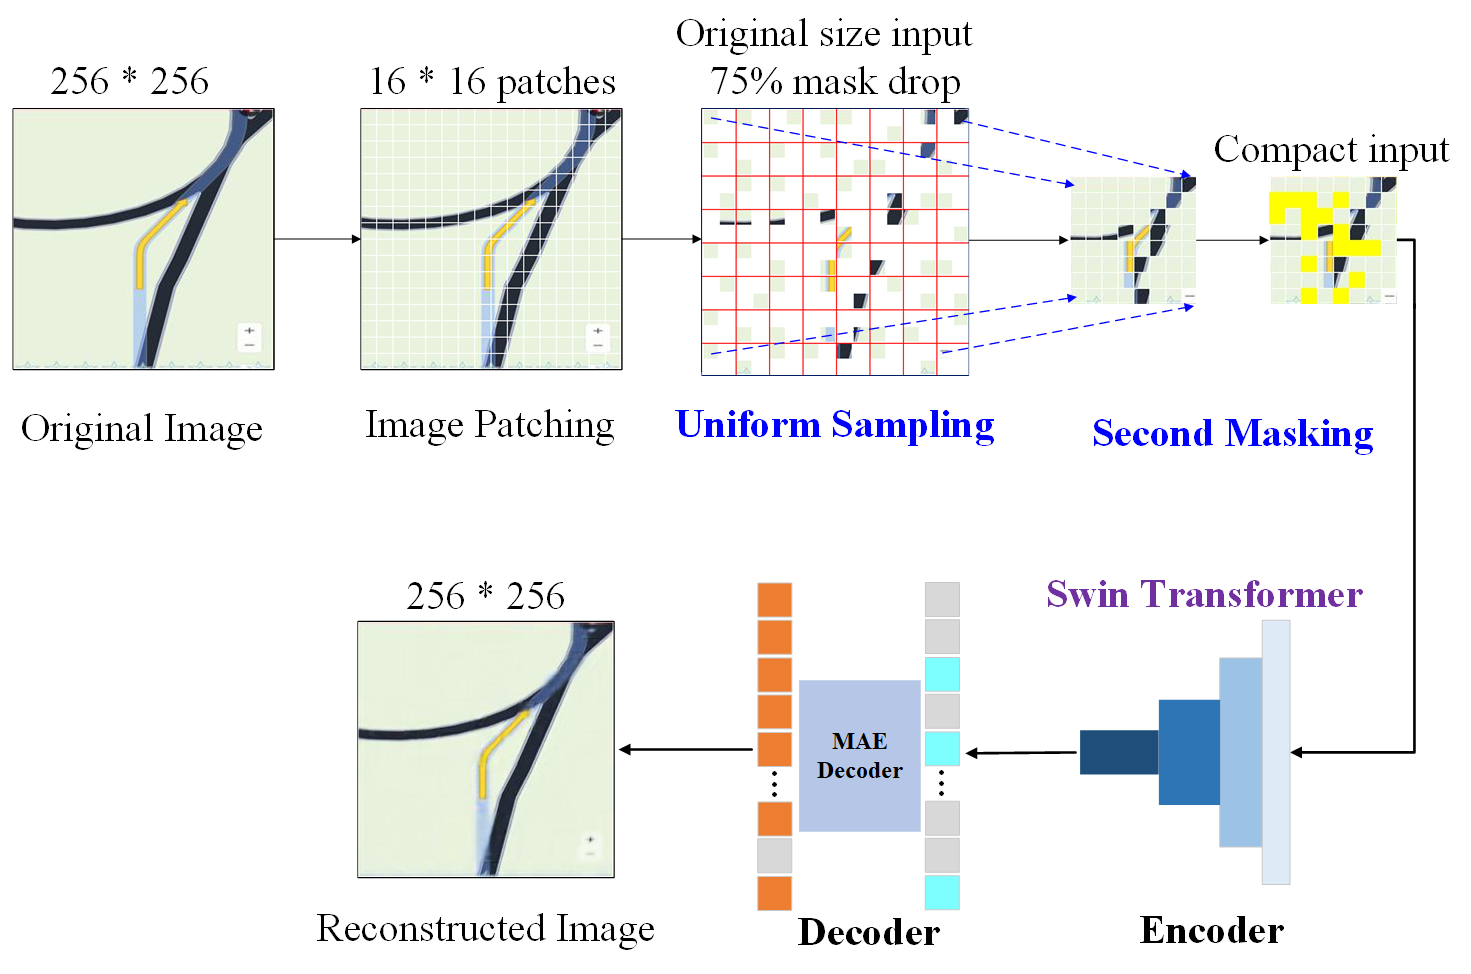 256 * 256
16 * 16 patches
Original size input
75% mask drop
Compact input
Original Image
Image Patching
Uniform Sampling
Second Masking
256 * 256
Swin Transformer
MAE
Decoder
Reconstructed Image
Decoder
Encoder